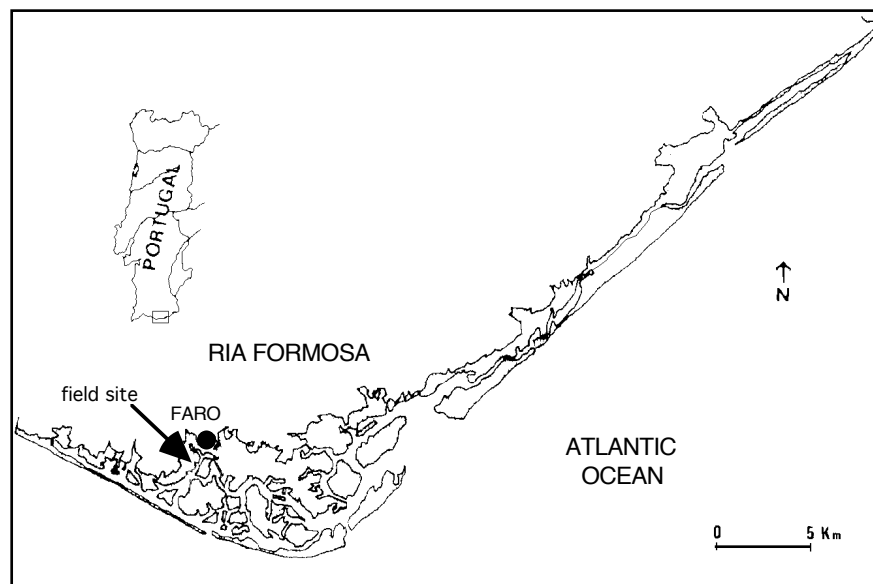 PORTUGAL
N
RIA FORMOSA
field site
FARO
ATLANTIC
OCEAN
0 5 Km